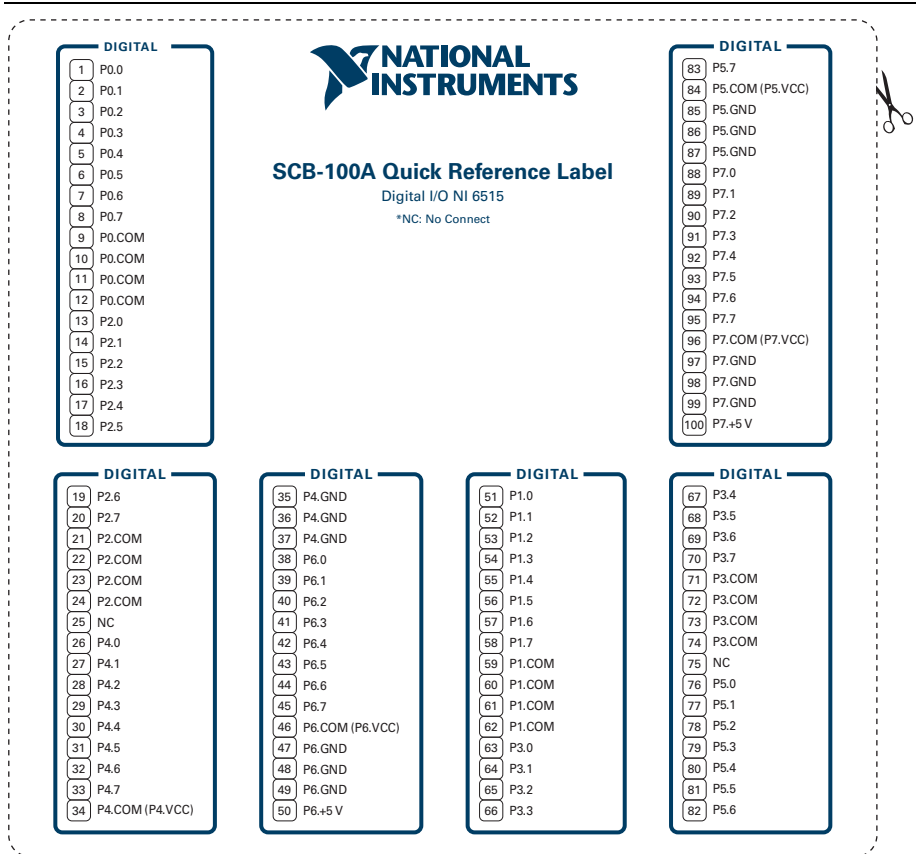 DIGITAL
1 P0.0
2 P0.1
3 P0.2
4 P0.3
5 P0.4
6 P0.5
7 P0.6
8 P0.7
9 P0.COM
10 P0.COM
11 P0.COM
12 P0.COM
13 P2.0
14 P2.1
15 P2.2
16 P2.3
17 P2.4
18 P2.5
NATIONAL
INSTRUMENTS
SCB-100A Quick Reference Label
Digital I/O NI 6515
*NC: No Connect
DIGITAL
83 P5.7
84 P5.COM (P5.VCC)
85 P5.GND
86 P5.GND
87 P5.GND
88 P7.0
89 P7.1
90 P7.2
91 P7.3
92 P7.4
93 P7.5
94 P7.6
95 P7.7
96 P7.COM (P7.VCC)
97 P7.GND
98 P7.GND
99 P7.GND
100 P7.+5 V
DIGITAL
19 P2.6
20 P2.7
21 P2.COM
22 P2.COM
23 P2.COM
24 P2.COM
25 NC
26 P4.0
27 P4.1
28 P4.2
29 P4.3
30 P4.4
31 P4.5
32 P4.6
33 P4.7
34 P4.COM (P4.VCC)
DIGITAL
35 P4.GND
36 P4.GND
37 P4.GND
38 P6.0
39 P6.1
40 P6.2
41 P6.3
42 P6.4
43 P6.5
44 P6.6
45 P6.7
46 P6.COM (P6.VCC)
47 P6.GND
48 P6.GND
49 P6.GND
50 P6.+5 V
DIGITAL
51 P1.0
52 P1.1
53 P1.2
54 P1.3
55 P1.4
56 P1.5
57 P1.6
58 P1.7
59 P1.COM
60 P1.COM
61 P1.COM
62 P1.COM
63 P3.0
64 P3.1
65 P3.2
66 P3.3
DIGITAL
67 P3.4
68 P3.5
69 P3.6
70 P3.7
71 P3.COM
72 P3.COM
73 P3.COM
74 P3.COM
75 NC
76 P5.0
77 P5.1
78 P5.2
79 P5.3
80 P5.4
81 P5.5
82 P5.6